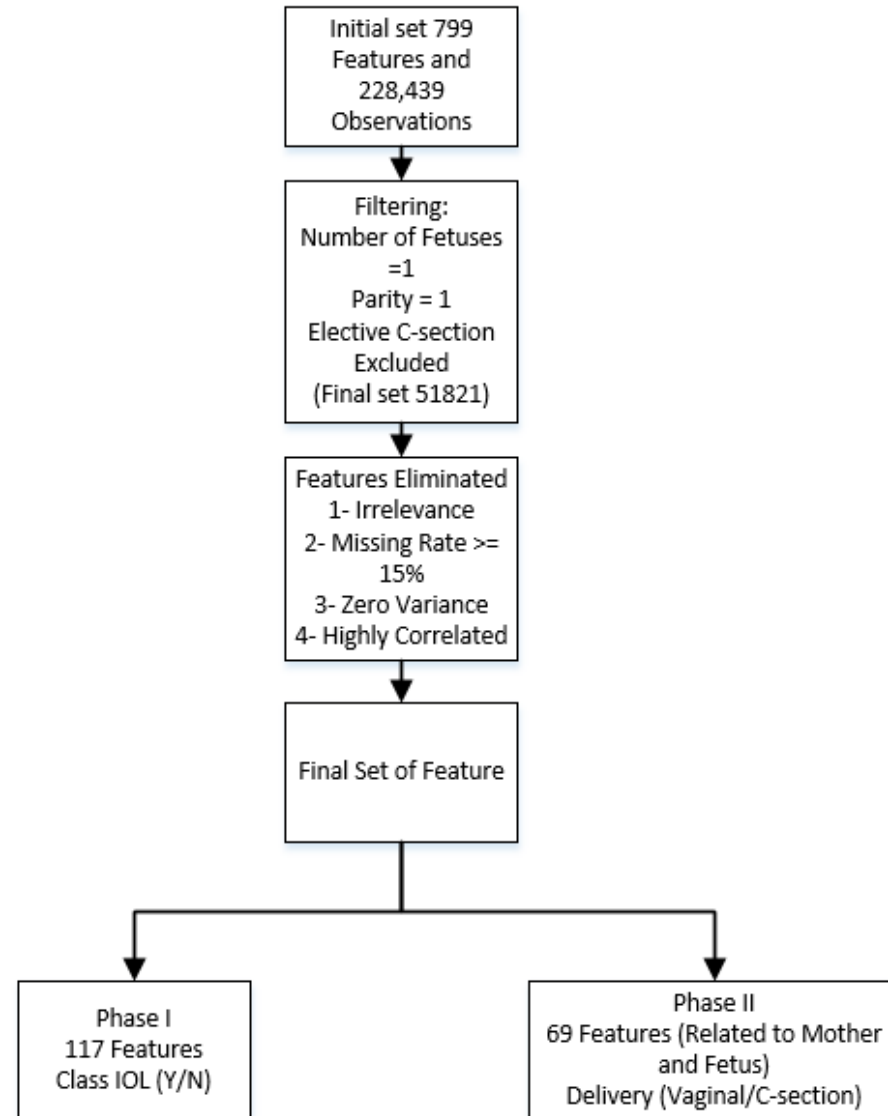 Initial set 799
Features and
228,439
Observations
Filtering:
Number of Fetuses
=1
Parity = 1
Elective C-section
Excluded
(Final set 51821)
Features Eliminated
1- Irrelevance
2- Missing Rate >=
15%
3- Zero Variance
4- Highly Correlated
Final Set of Feature
Phase I
117 Features
Class IOL (Y/N)
Phase II
69 Features (Related to Mother
and Fetus)
Delivery (Vaginal/C-section)